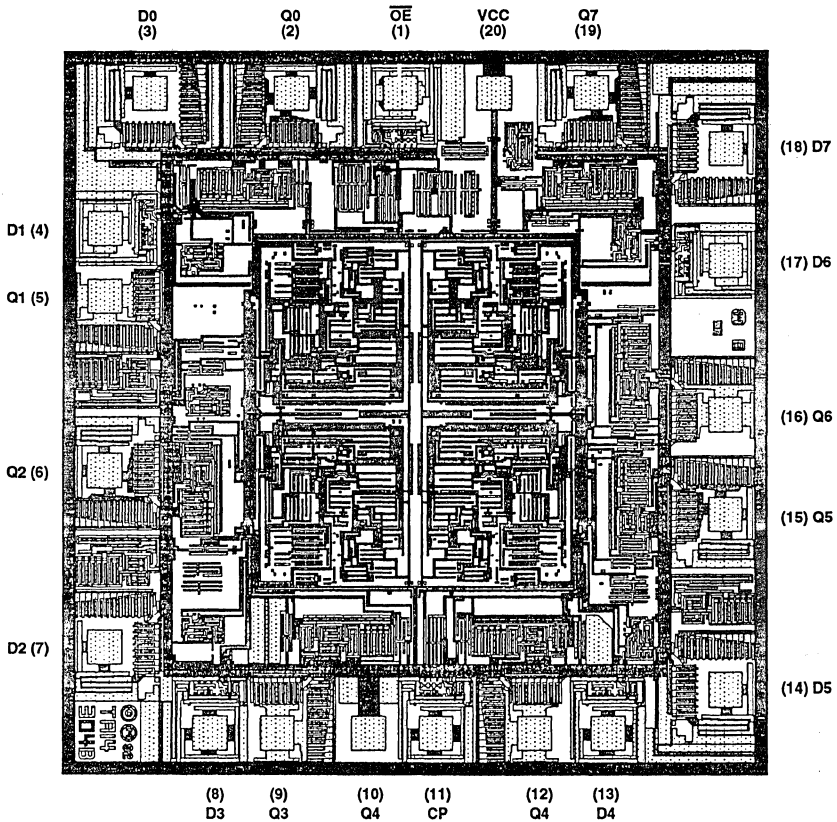 D0 Q0 OE VCC Q7
(3) (2) (1) (20) (19)
(18) D7
D1 (4)
(17) D6
Q1 (5)
(16) Q6
Q2 (6)
(15) Q5
D2 (7)
(14) D5
TA14
304B
(8) (9) (10) (11) (12) (13)
D3 Q3 Q4 CP Q4 D4